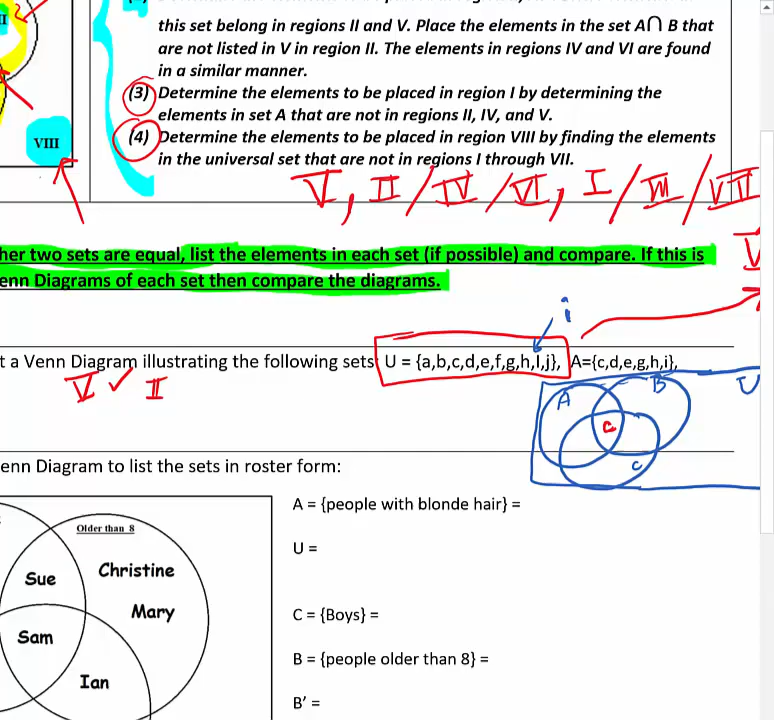 this set belong in regions II and V. Place the elements in the set A∩ B that
are not listed in V in region II. The elements in regions IV and VI are found
in a similar manner.
(3) Determine the elements to be placed in region I by determining the
elements in set A that are not in regions II, IV, and V.
VIII
(4) Determine the elements to be placed in region VIII by finding the elements
in the universal set that are not in regions I through VII.
V, II / IV / VI, I / III / VII
her two sets are equal, list the elements in each set (if possible) and compare. If this is
enn Diagrams of each set then compare the diagrams.
i
t a Venn Diagram illustrating the following sets: U = {a,b,c,d,e,f,g,h,I,j}, A={c,d,e,g,h,i},
V ✓ II
A B U
c
C
enn Diagram to list the sets in roster form:
A = {people with blonde hair} =
Older than 8
U =
Christine
Sue
Mary
C = {Boys} =
Sam
B = {people older than 8} =
Ian
B′ =